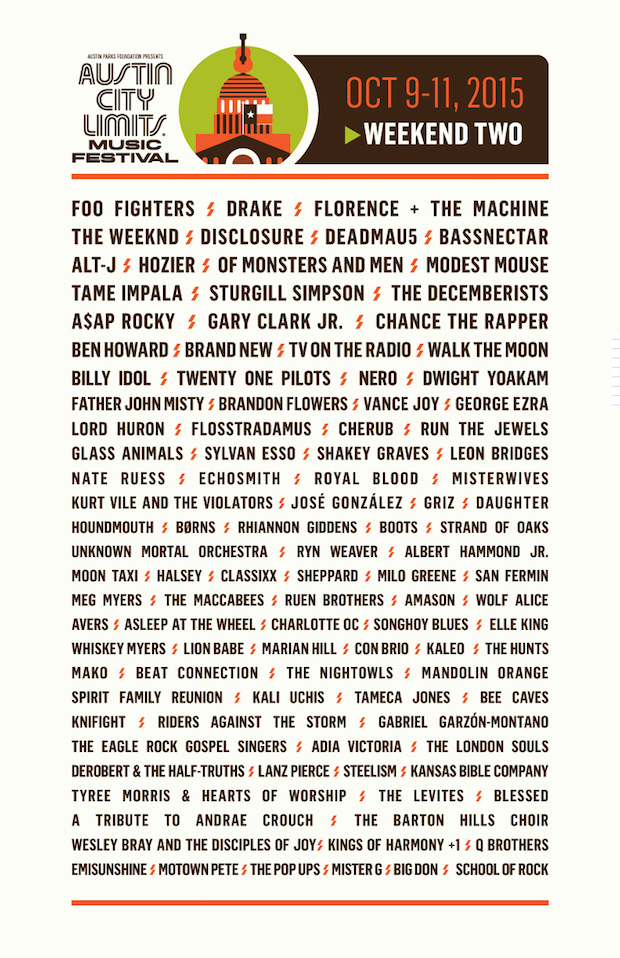 AUSTIN PARKS FOUNDATION PRESENTS
AUSTIN
CITY
LIMITS
MUSIC
FESTIVAL
OCT 9-11, 2015
WEEKEND TWO
FOO FIGHTERS DRAKE FLORENCE + THE MACHINE
THE WEEKND DISCLOSURE DEADMAU5 BASSNECTAR
ALT-J HOZIER OF MONSTERS AND MEN MODEST MOUSE
TAME IMPALA STURGILL SIMPSON THE DECEMBERISTS
A$AP ROCKY GARY CLARK JR. CHANCE THE RAPPER
BEN HOWARD BRAND NEW TV ON THE RADIO WALK THE MOON
BILLY IDOL TWENTY ONE PILOTS NERO DWIGHT YOAKAM
FATHER JOHN MISTY BRANDON FLOWERS VANCE JOY GEORGE EZRA
LORD HURON FLOSSTRADAMUS CHERUB RUN THE JEWELS
GLASS ANIMALS SYLVAN ESSO SHAKEY GRAVES LEON BRIDGES
NATE RUESS ECHOSMITH ROYAL BLOOD MISTERWIVES
KURT VILE AND THE VIOLATORS JOSÉ GONZÁLEZ GRIZ DAUGHTER
HOUNDMOUTH BØRNS RHIANNON GIDDENS BOOTS STRAND OF OAKS
UNKNOWN MORTAL ORCHESTRA RYN WEAVER ALBERT HAMMOND JR.
MOON TAXI HALSEY CLASSIXX SHEPPARD MILO GREENE SAN FERMIN
MEG MYERS THE MACCABEES RUEN BROTHERS AMASON WOLF ALICE
AVERS ASLEEP AT THE WHEEL CHARLOTTE OC SONGHOY BLUES ELLE KING
WHISKEY MYERS LION BABE MARIAN HILL CON BRIO KALEO THE HUNTS
MAKO BEAT CONNECTION THE NIGHTOWLS MANDOLIN ORANGE
SPIRIT FAMILY REUNION KALI UCHIS TAMECA JONES BEE CAVES
KNIFIGHT RIDERS AGAINST THE STORM GABRIEL GARZÓN-MONTANO
THE EAGLE ROCK GOSPEL SINGERS ADIA VICTORIA THE LONDON SOULS
DEROBERT & THE HALF-TRUTHS LANZ PIERCE STEELISM KANSAS BIBLE COMPANY
TYREE MORRIS & HEARTS OF WORSHIP THE LEVITES BLESSED
A TRIBUTE TO ANDRAE CROUCH THE BARTON HILLS CHOIR
WESLEY BRAY AND THE DISCIPLES OF JOY KINGS OF HARMONY +1 Q BROTHERS
EMISUNSHINE MOTOWN PETE THE POP UPS MISTER G BIG DON SCHOOL OF ROCK